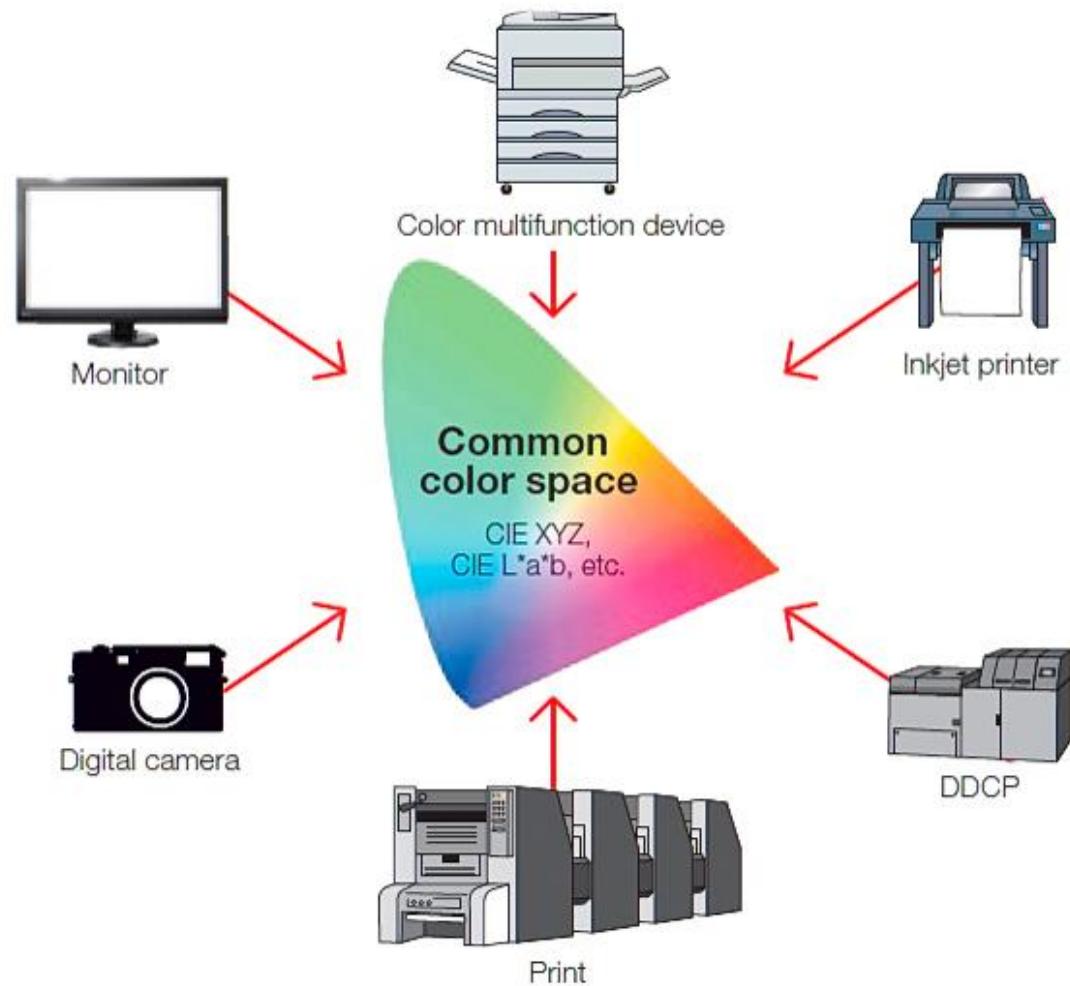 Color multifunction device
Monitor
Inkjet printer
Common
color space
CIE XYZ,
CIE L*a*b, etc.
Digital camera
DDCP
Print